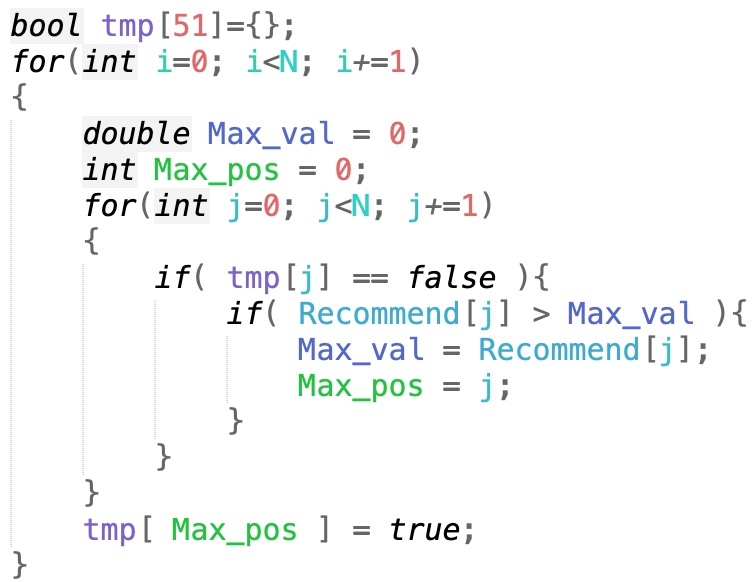 bool tmp[51]={};
for(int i=0; i<N; i+=1)
{
    double Max_val = 0;
    int Max_pos = 0;
    for(int j=0; j<N; j+=1)
    {
        if( tmp[j] == false ){
            if( Recommend[j] > Max_val ){
                Max_val = Recommend[j];
                Max_pos = j;
            }
        }
    }
    tmp[ Max_pos ] = true;
}